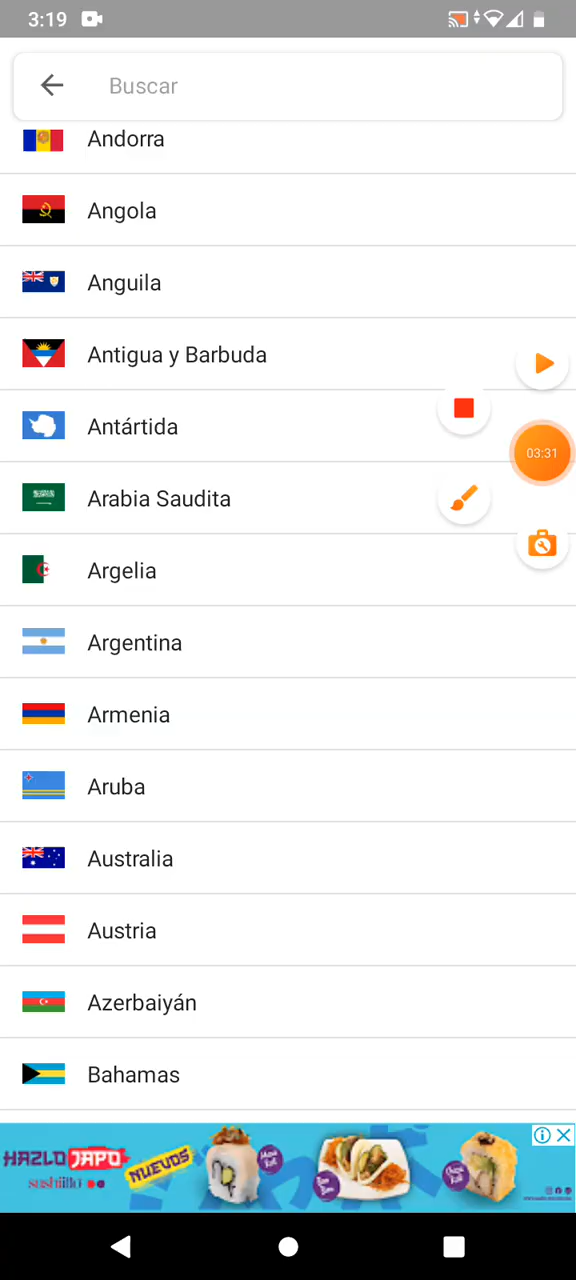 3:19
Buscar
Andorra
Angola
Anguila
Antigua y Barbuda
Antártida
03:31
Arabia Saudita
Argelia
Argentina
Armenia
Aruba
Australia
Austria
Azerbaiyán
Bahamas
HAZLO JAPO
sushiitto
NUEVOS